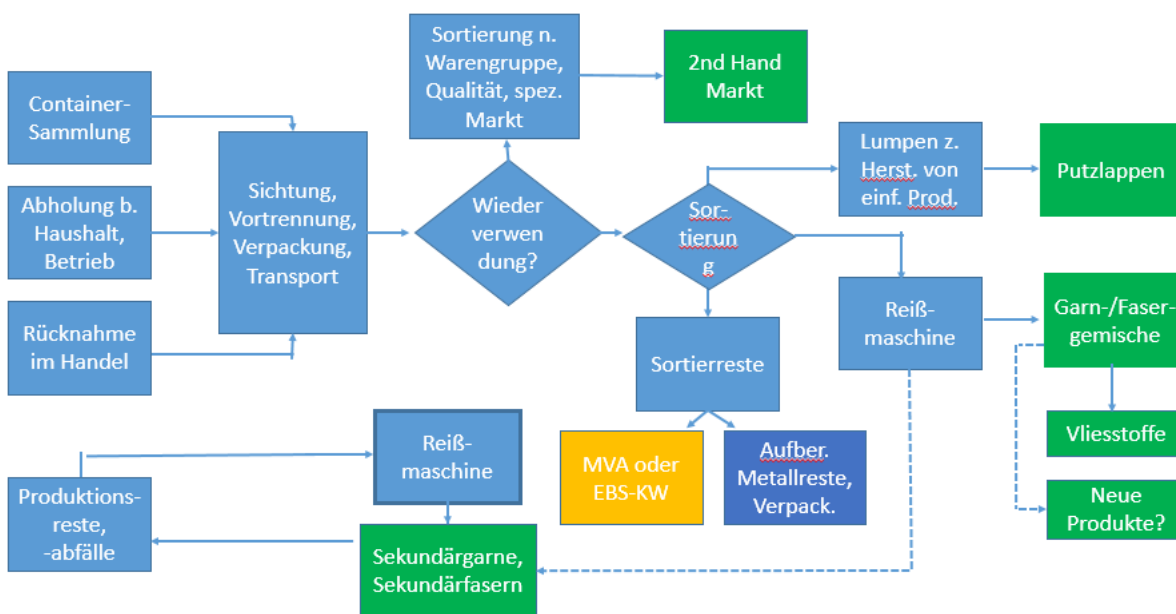 Container-
Sammlung
Abholung b.
Haushalt,
Betrieb
Rücknahme
im Handel
Sichtung,
Vortrennung,
Verpackung,
Transport
Sortierung n.
Warengruppe,
Qualität, spez.
Markt
2nd Hand
Markt
Wieder
verwen
dung?
Sor-
tierun
g
Lumpen z.
Herst. von
einf. Prod.
Putzlappen
Reiß-
maschine
Garn-/Faser-
gemische
Vliesstoffe
Neue
Produkte?
Sortierreste
MVA oder
EBS-KW
Aufber.
Metallreste,
Verpack.
Produktions-
reste,
-abfälle
Reiß-
maschine
Sekundärgarne,
Sekundärfasern